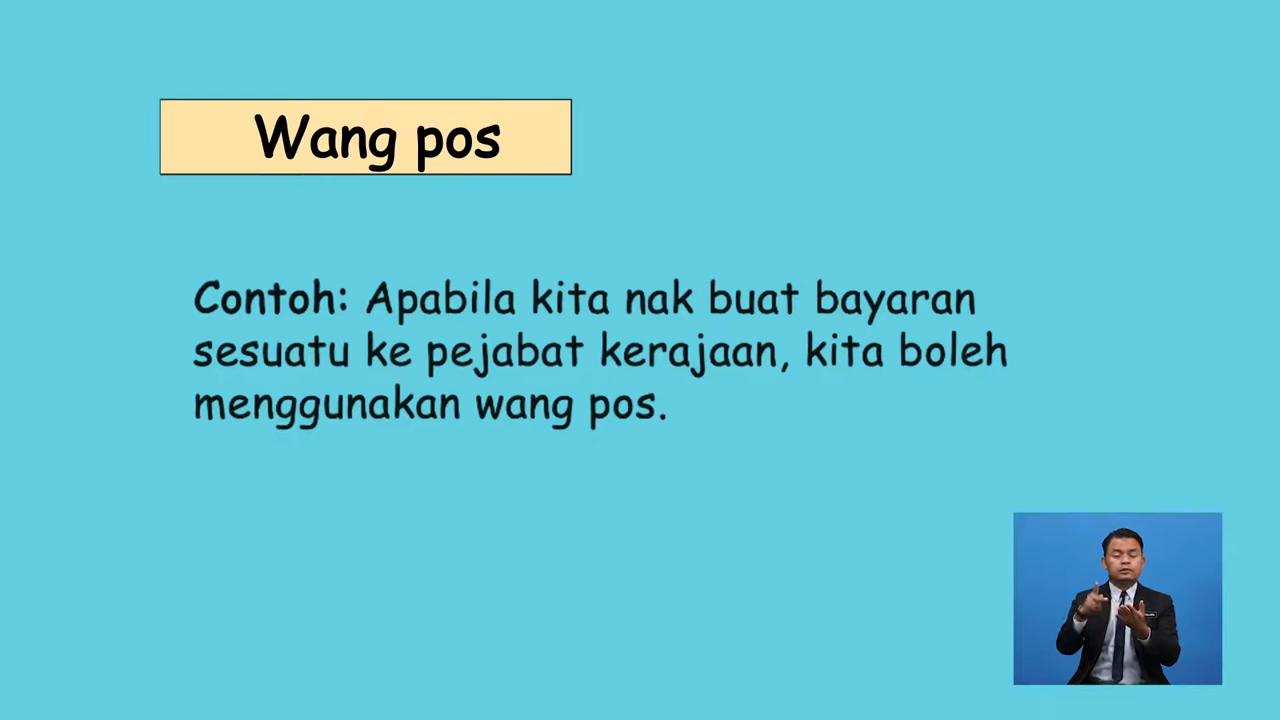 Wang pos
Contoh: Apabila kita nak buat bayaran
sesuatu ke pejabat kerajaan, kita boleh
menggunakan wang pos.